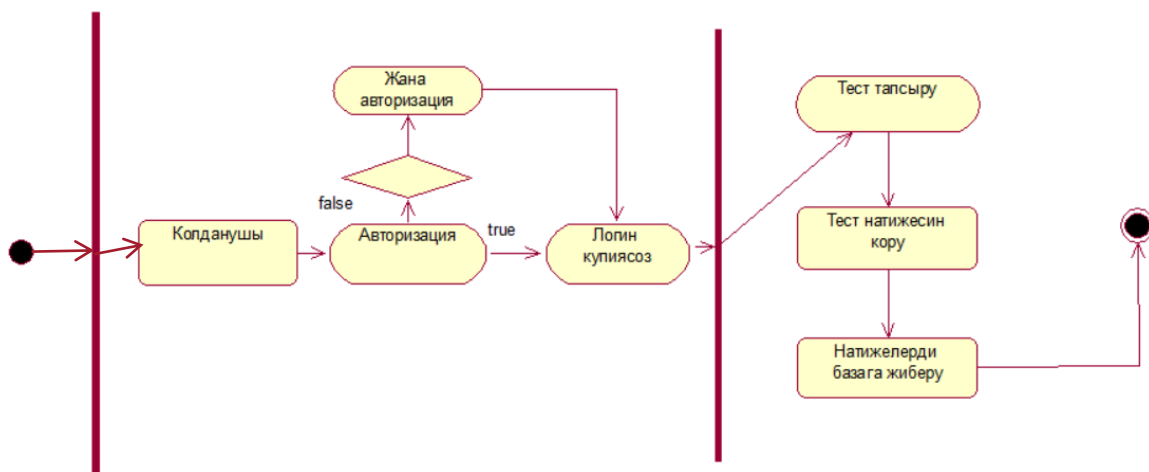 Жана
авторизация
Тест тапсыру
false
Колданушы
Авторизация
true
Логин
купиясоз
Тест натижесин
кору
Натижелерди
базага жиберу